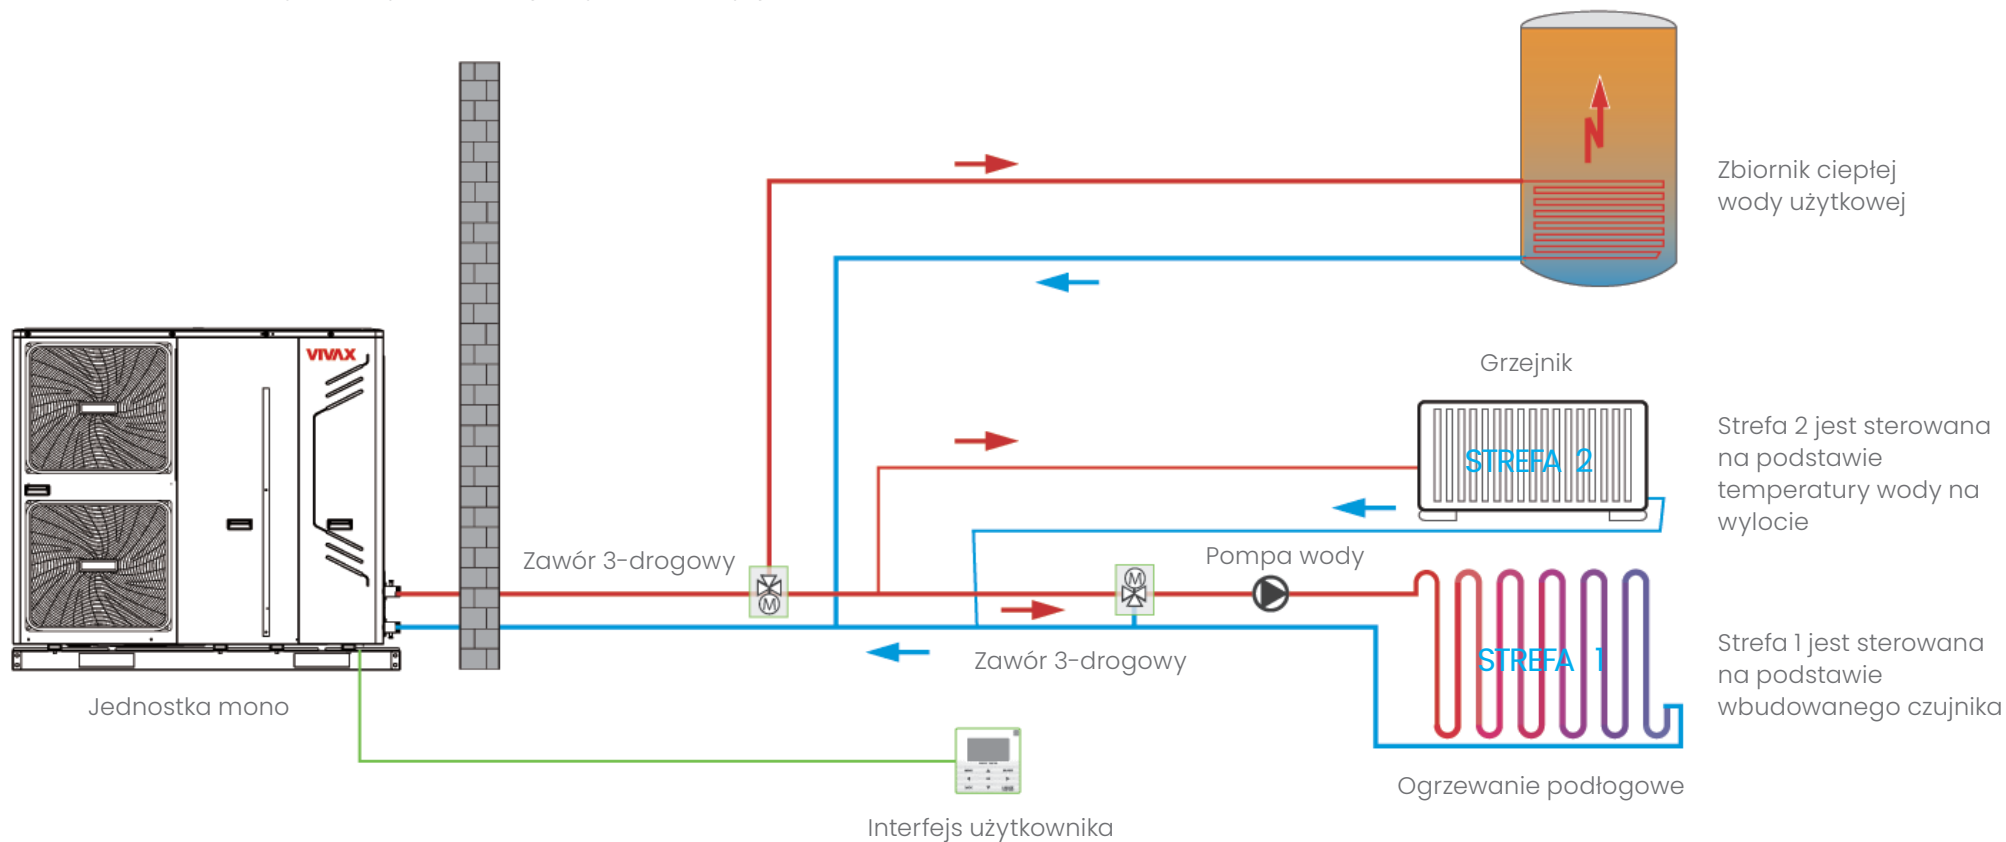 Zbiornik ciepłej
wody użytkowej
VIVAX
Grzejnik
STREFA 2
Strefa 2 jest sterowana
na podstawie
temperatury wody na
wylocie
Zawór 3-drogowy
M
M
Pompa wody
Zawór 3-drogowy
STREFA 1
Strefa 1 jest sterowana
na podstawie
wbudowanego czujnika
Jednostka mono
Ogrzewanie podłogowe
Interfejs użytkownika